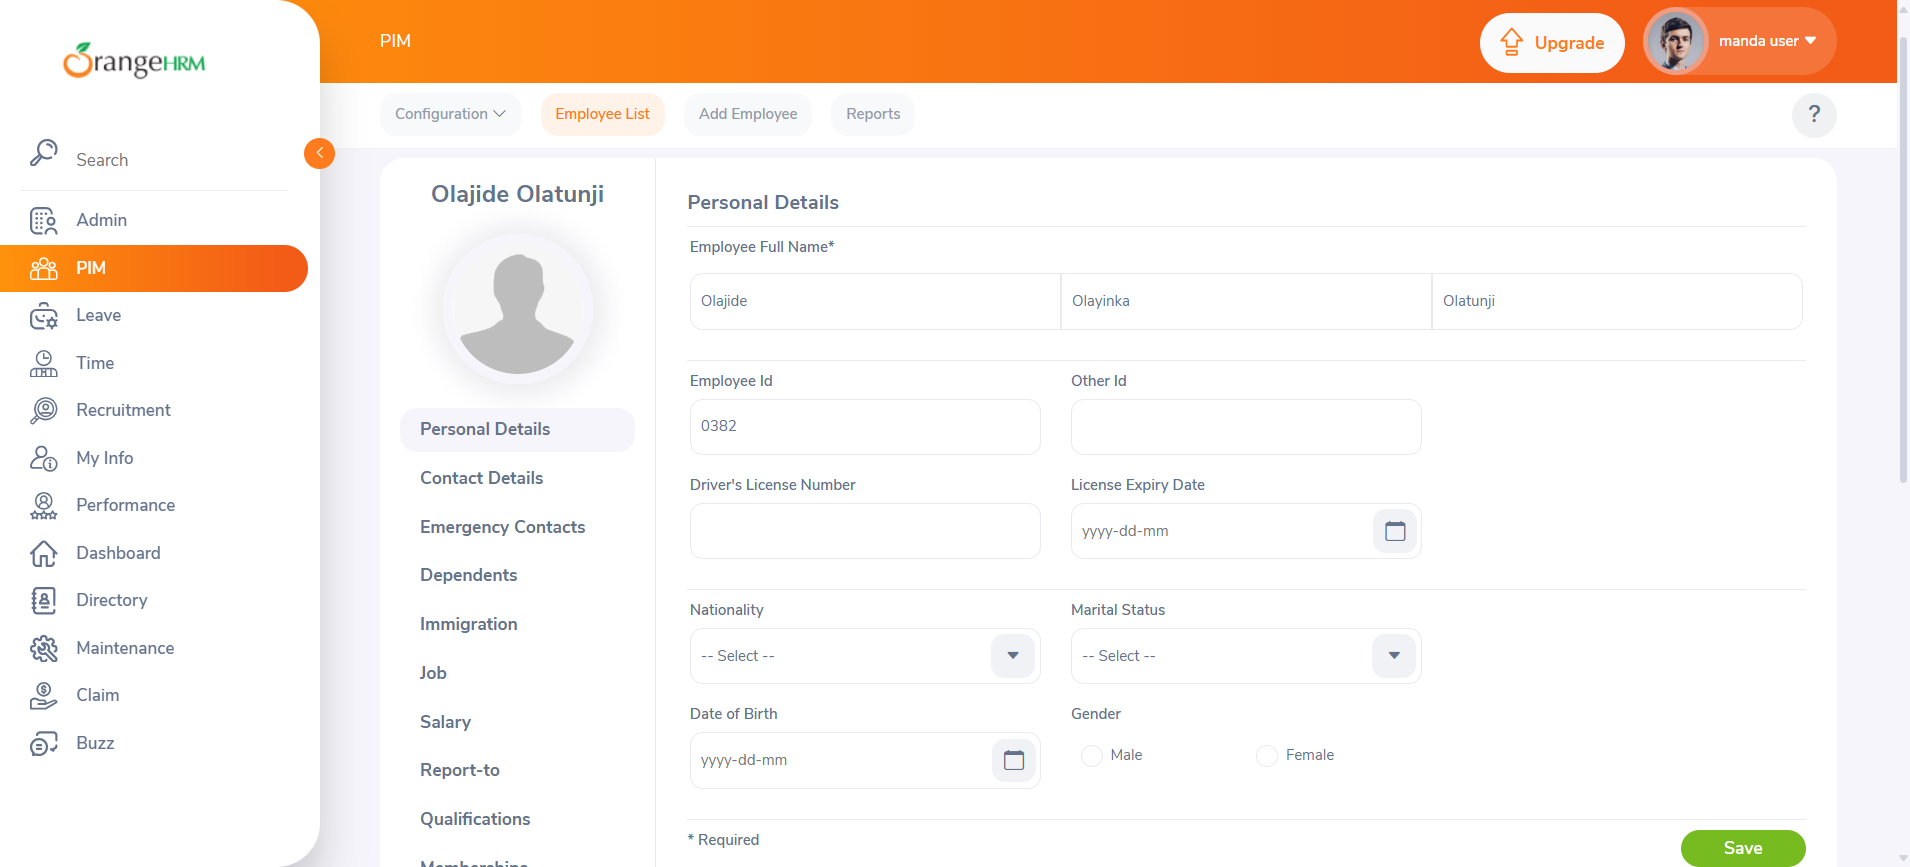 OrangeHRM
Search
Admin
PIM
Leave
Time
Recruitment
My Info
Performance
Dashboard
Directory
Maintenance
Claim
Buzz
PIM
Upgrade
manda user
Configuration
Employee List
Add Employee
Reports
?
Olajide Olatunji
Personal Details
Contact Details
Emergency Contacts
Dependents
Immigration
Job
Salary
Report-to
Qualifications
Memberships
Personal Details
Employee Full Name*
Olajide
Olayinka
Olatunji
Employee Id
Other Id
0382
Driver's License Number
License Expiry Date
yyyy-dd-mm
Nationality
Marital Status
-- Select --
-- Select --
Date of Birth
Gender
yyyy-dd-mm
Male
Female
* Required
Save